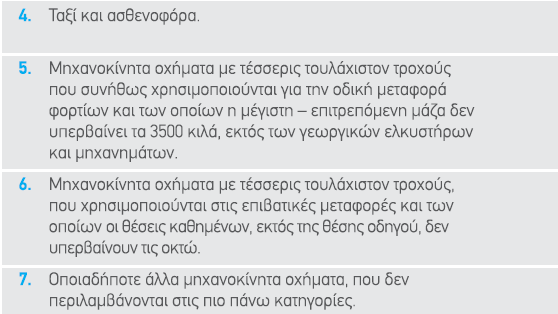 4. Ταξί και ασθενοφόρα.
5. Μηχανοκίνητα οχήματα με τέσσερις τουλάχιστον τροχούς
που συνήθως χρησιμοποιούνται για την οδική μεταφορά
φορτίων και των οποίων η μέγιστη – επιτρεπόμενη μάζα δεν
υπερβαίνει τα 3500 κιλά, εκτός των γεωργικών ελκυστήρων
και μηχανημάτων.
6. Μηχανοκίνητα οχήματα με τέσσερις τουλάχιστον τροχούς,
που χρησιμοποιούνται στις επιβατικές μεταφορές και των
οποίων οι θέσεις καθημένων, εκτός της θέσης οδηγού, δεν
υπερβαίνουν τις οκτώ.
7. Οποιαδήποτε άλλα μηχανοκίνητα οχήματα, που δεν
περιλαμβάνονται στις πιο πάνω κατηγορίες.